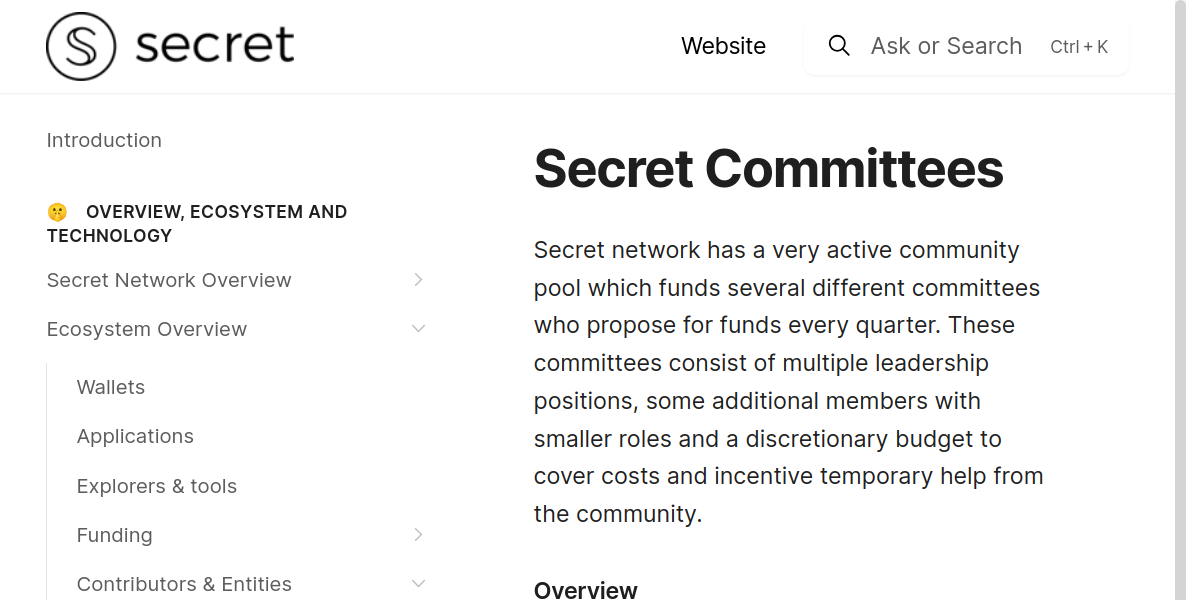 secret
Website
Ask or Search
Ctrl + K
Introduction
OVERVIEW, ECOSYSTEM AND
TECHNOLOGY
Secret Network Overview
Ecosystem Overview
Wallets
Applications
Explorers & tools
Funding
Contributors & Entities
Secret Committees
Secret network has a very active community
pool which funds several different committees
who propose for funds every quarter. These
committees consist of multiple leadership
positions, some additional members with
smaller roles and a discretionary budget to
cover costs and incentive temporary help from
the community.
Overview